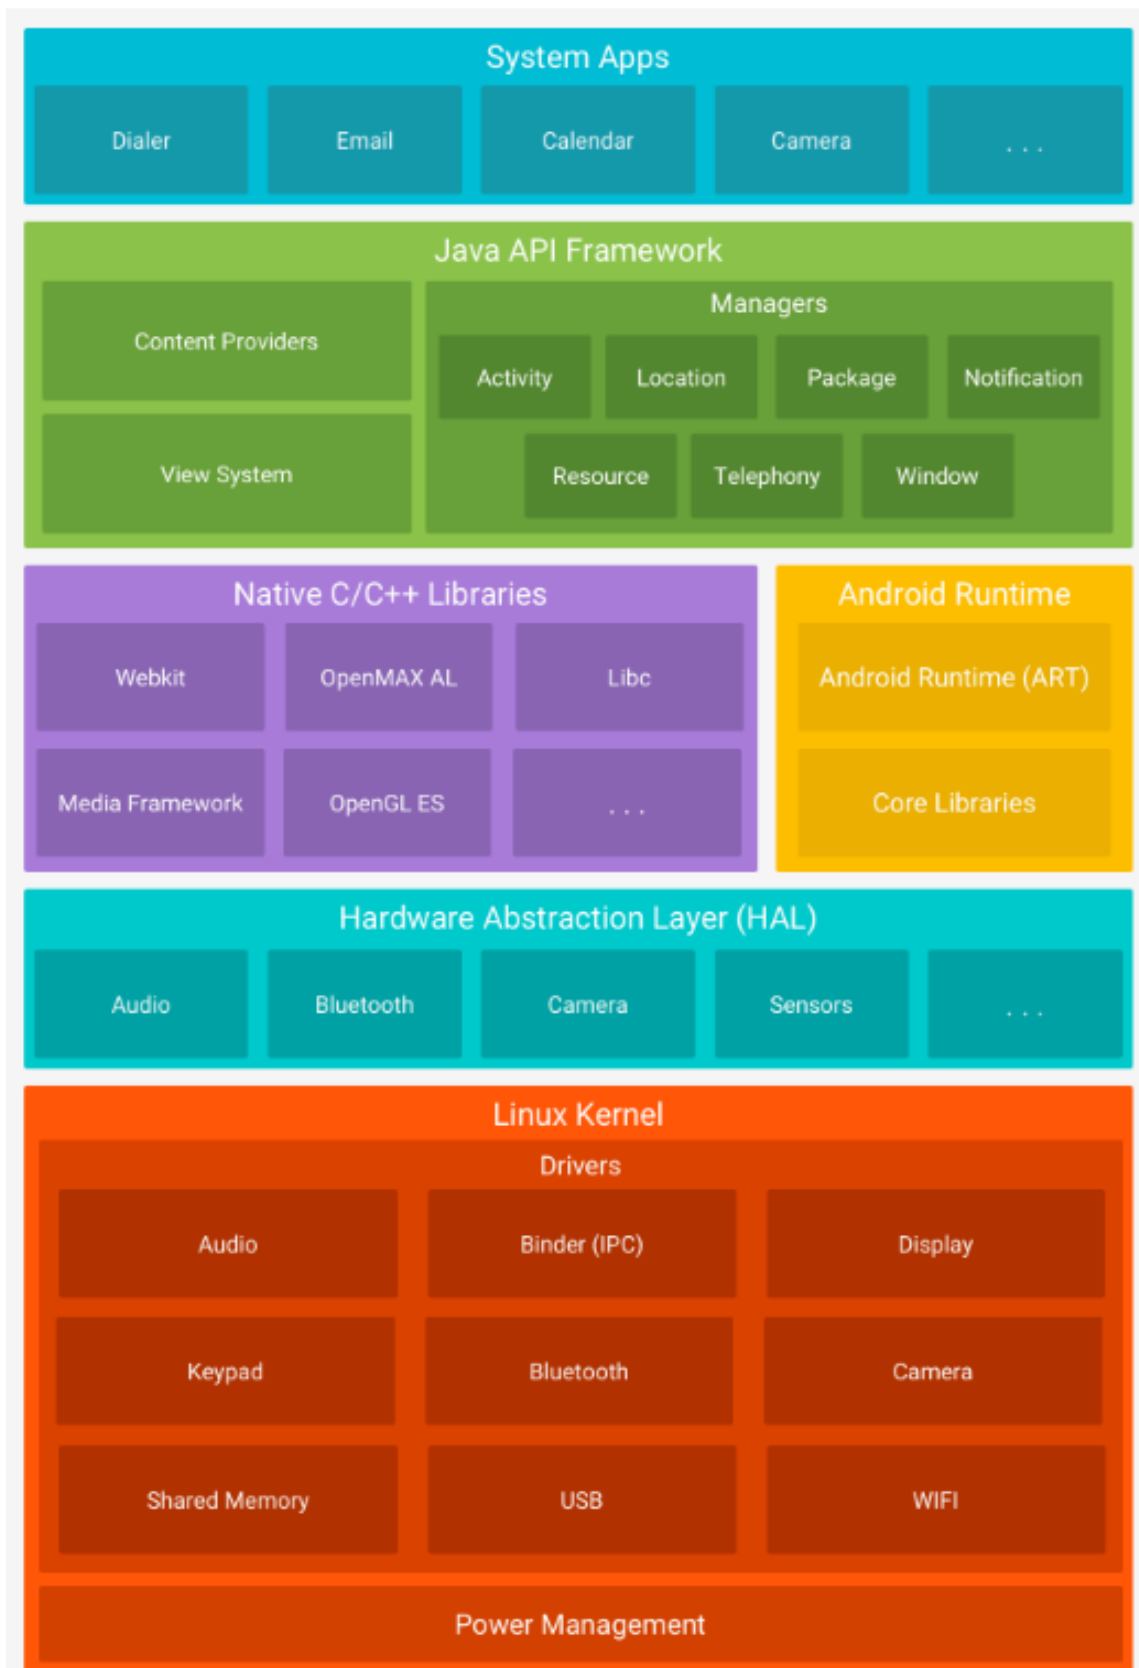 System Apps
Dialer Email Calendar Camera . . .
Java API Framework
Content Providers
View System
Managers
Activity Location Package Notification
Resource Telephony Window
Native C/C++ Libraries
Webkit OpenMAX AL Libc
Media Framework OpenGL ES . . .
Android Runtime
Android Runtime (ART)
Core Libraries
Hardware Abstraction Layer (HAL)
Audio Bluetooth Camera Sensors . . .
Linux Kernel
Drivers
Audio Binder (IPC) Display
Keypad Bluetooth Camera
Shared Memory USB WIFI
Power Management